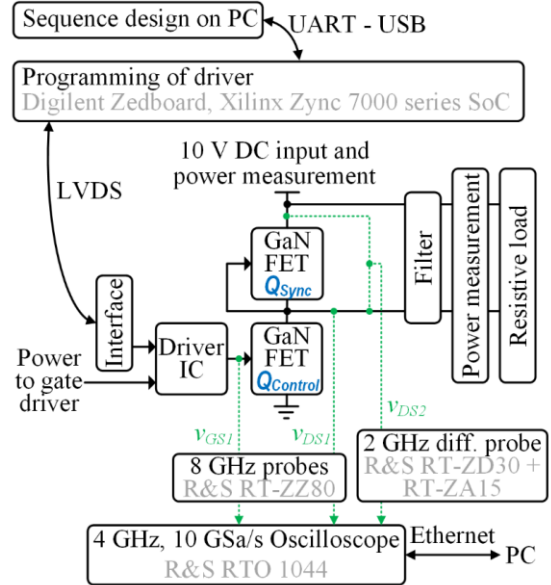 Sequence design on PC
UART - USB
Programming of driver
Digilent Zedboard, Xilinx Zync 7000 series SoC
10 V DC input and
power measurement
LVDS
GaN
FET
QSync
Filter
Power measurement
Resistive load
Interface
Driver
IC
GaN
FET
QControl
Power
to gate
driver
vGS1
vDS1
vDS2
8 GHz probes
R&S RT-ZZ80
2 GHz diff. probe
R&S RT-ZD30 +
RT-ZA15
4 GHz, 10 GSa/s Oscilloscope
R&S RTO 1044
Ethernet
PC